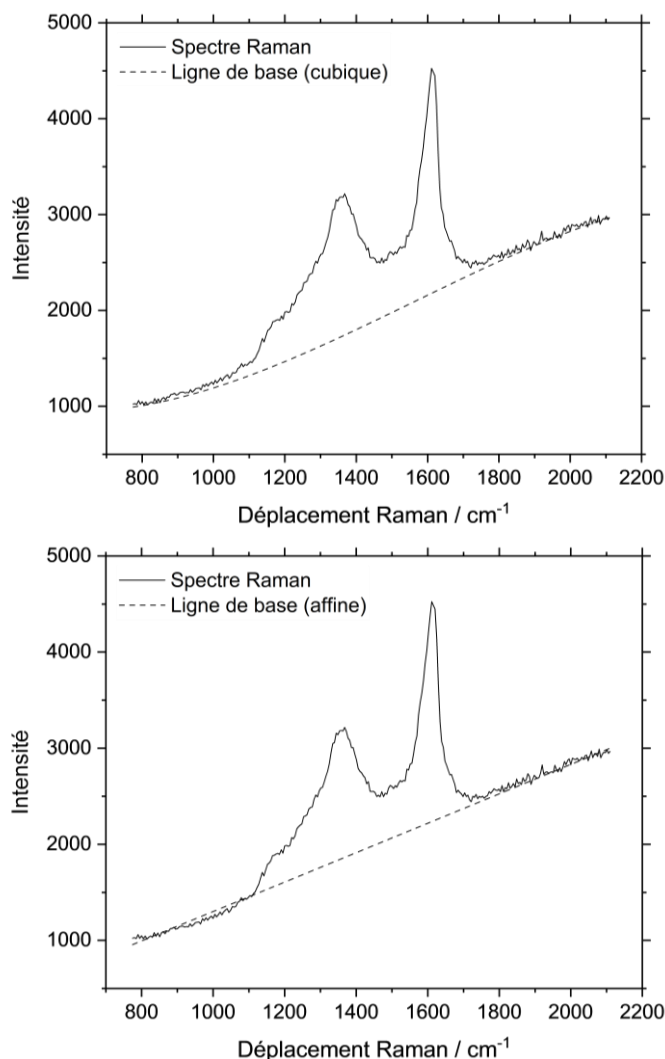 5000
Spectre Raman
Ligne de base (cubique)
4000
3000
2000
1000
Intensité
800 1000 1200 1400 1600 1800 2000 2200
Déplacement Raman / cm⁻¹
5000
Spectre Raman
Ligne de base (affine)
4000
3000
2000
1000
Intensité
800 1000 1200 1400 1600 1800 2000 2200
Déplacement Raman / cm⁻¹